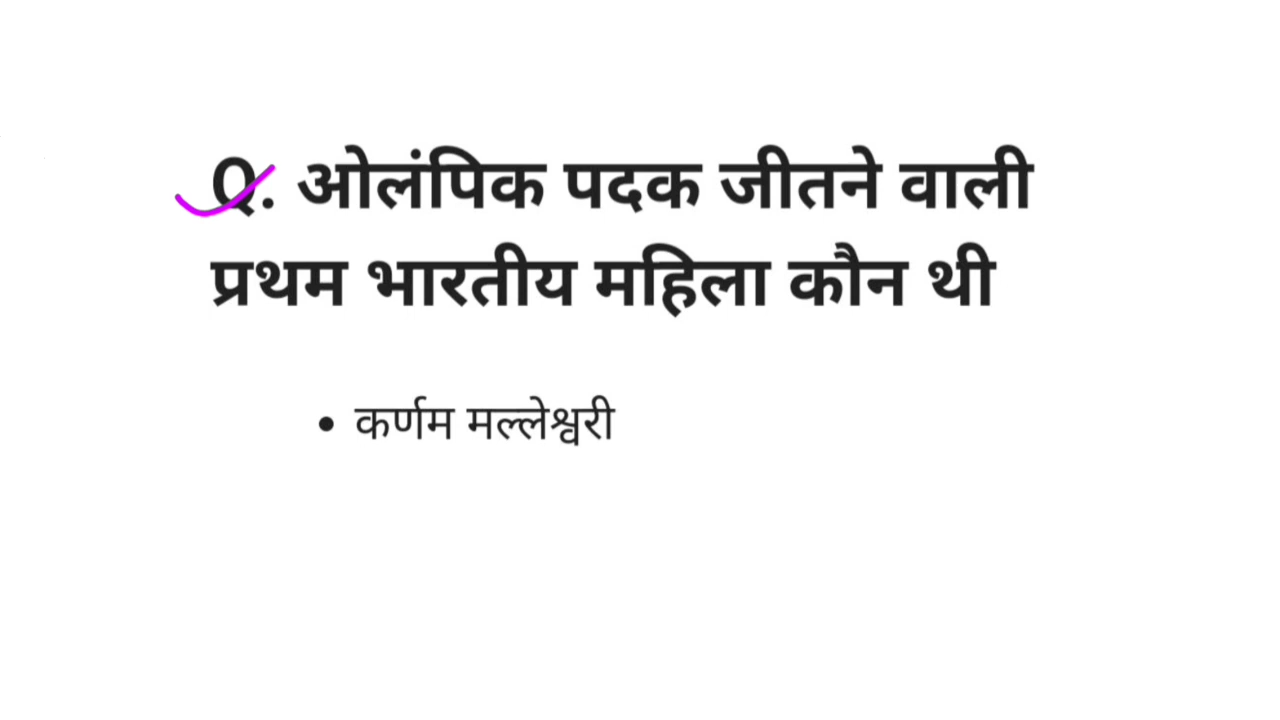 Q. ओलंपिक पदक जीतने वाली
प्रथम भारतीय महिला कौन थी
• कर्णम मल्लेश्वरी